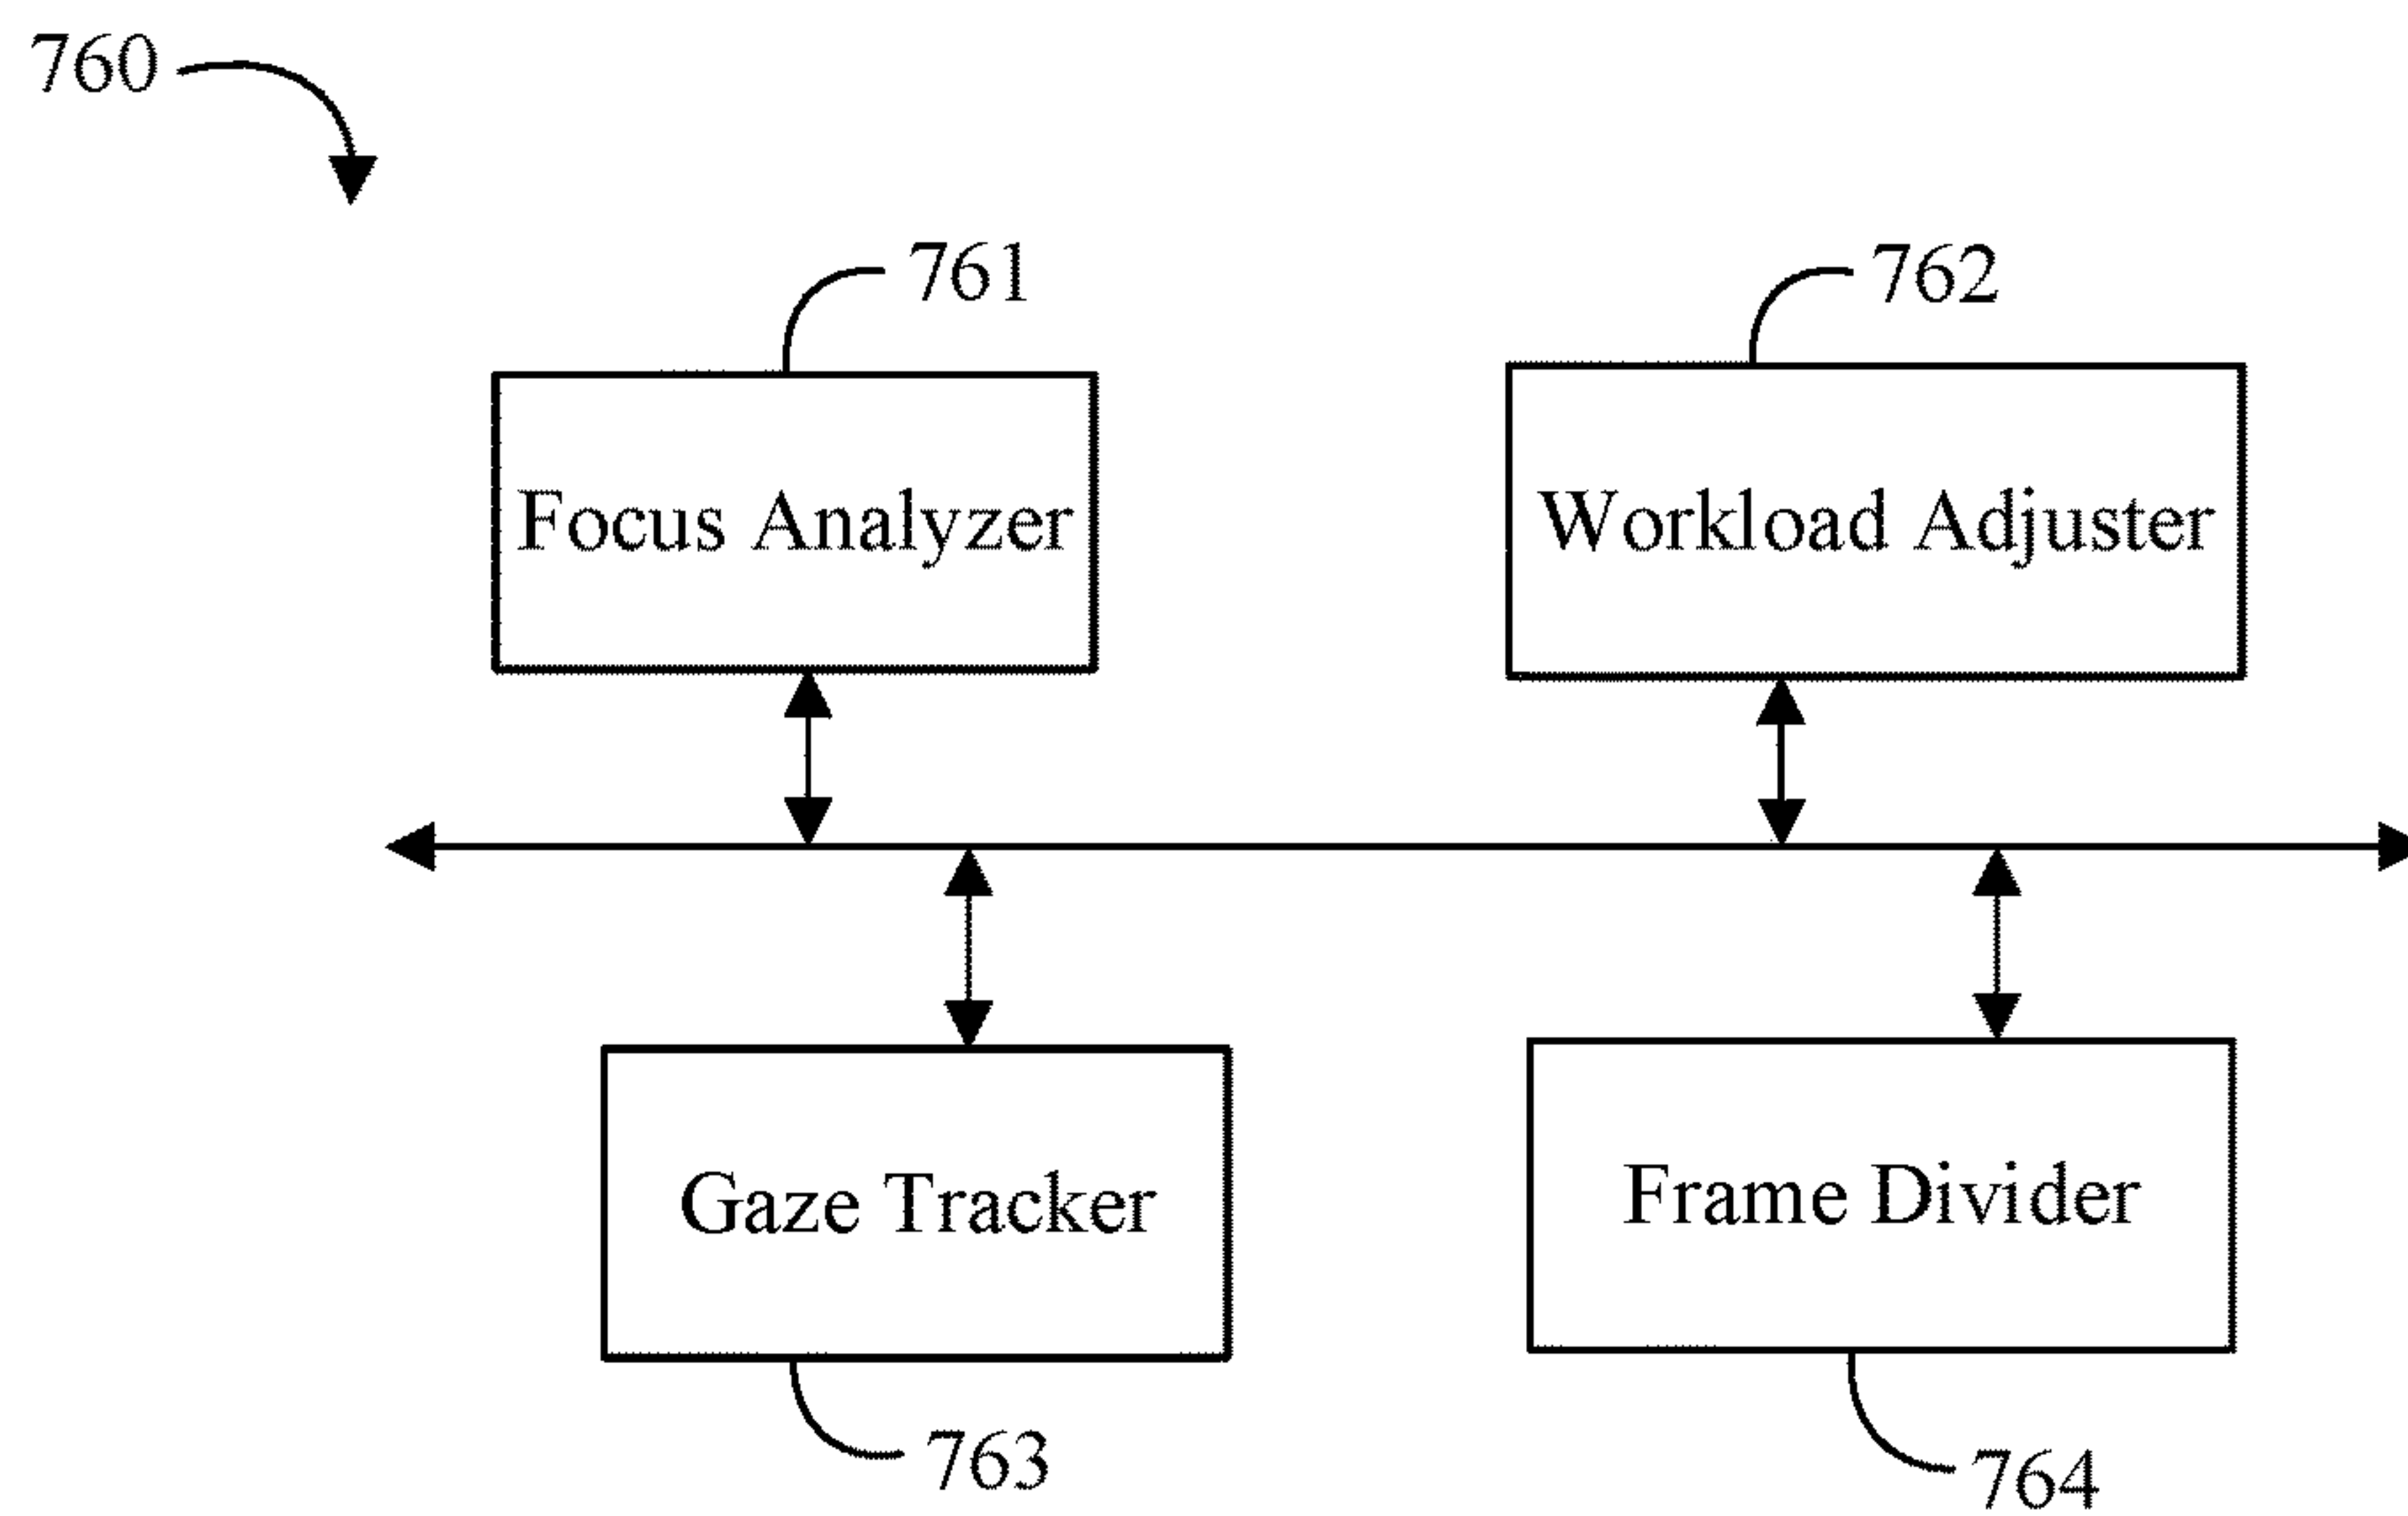 760
761
762
Focus Analyzer
Workload Adjuster
Gaze Tracker
Frame Divider
763
764